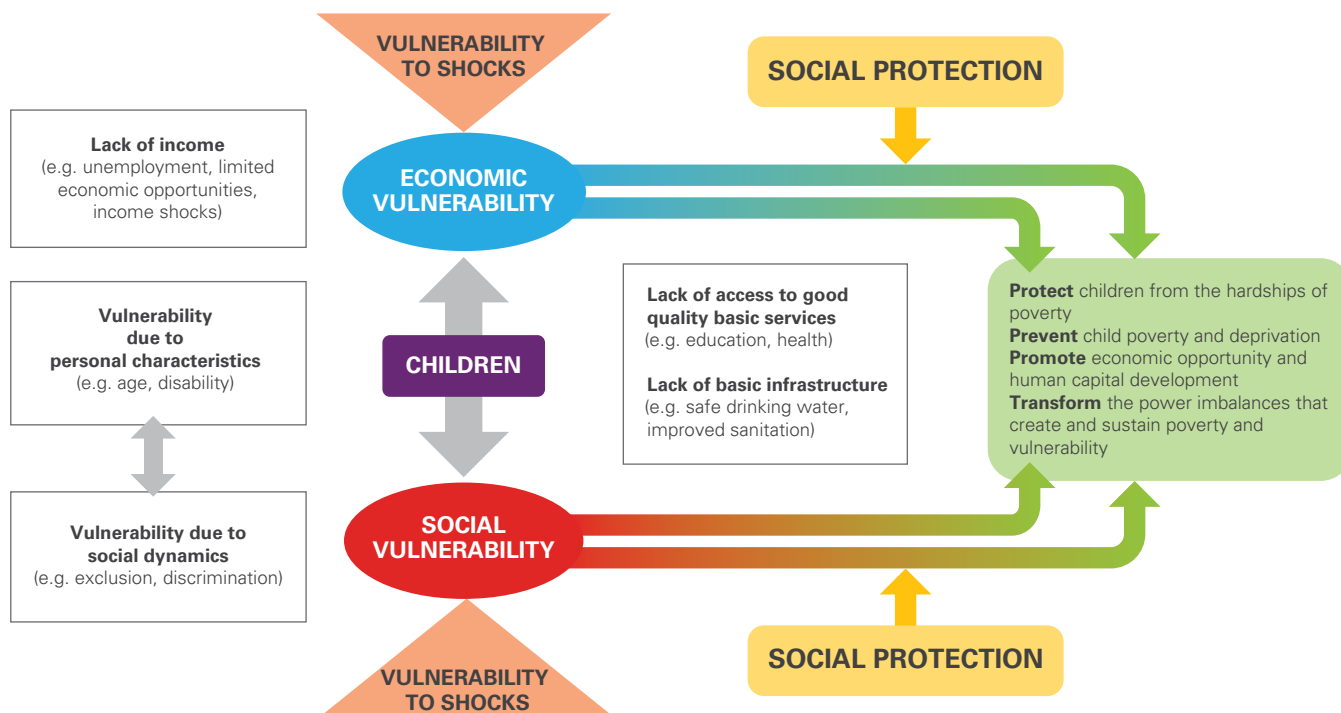 VULNERABILITY
TO SHOCKS
SOCIAL PROTECTION
Lack of income
(e.g. unemployment, limited
economic opportunities,
income shocks)
ECONOMIC
VULNERABILITY
Vulnerability
due to
personal characteristics
(e.g. age, disability)
CHILDREN
Lack of access to good
quality basic services
(e.g. education, health)
Lack of basic infrastructure
(e.g. safe drinking water,
improved sanitation)
Protect children from the hardships of
poverty
Prevent child poverty and deprivation
Promote economic opportunity and
human capital development
Transform the power imbalances that
create and sustain poverty and
vulnerability
Vulnerability due to
social dynamics
(e.g. exclusion, discrimination)
SOCIAL
VULNERABILITY
VULNERABILITY
TO SHOCKS
SOCIAL PROTECTION